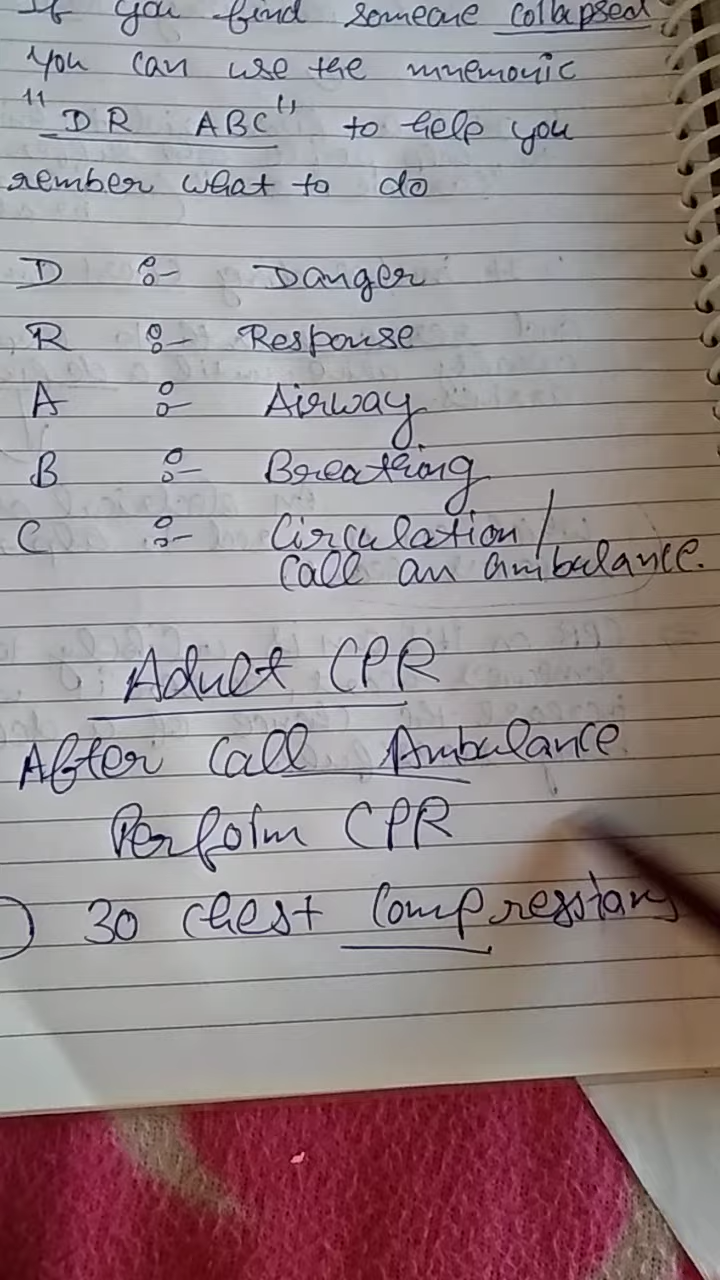 If you find someone collapsed
you can use the mnemonic
"DR ABC" to help you
rember what to do
D :- Danger
R :- Response
A :- Airway
B :- Breathing
C :- Circulation /
Call an ambulance.
Adult CPR
After Call Ambulance
Perform CPR
30 chest Compressions